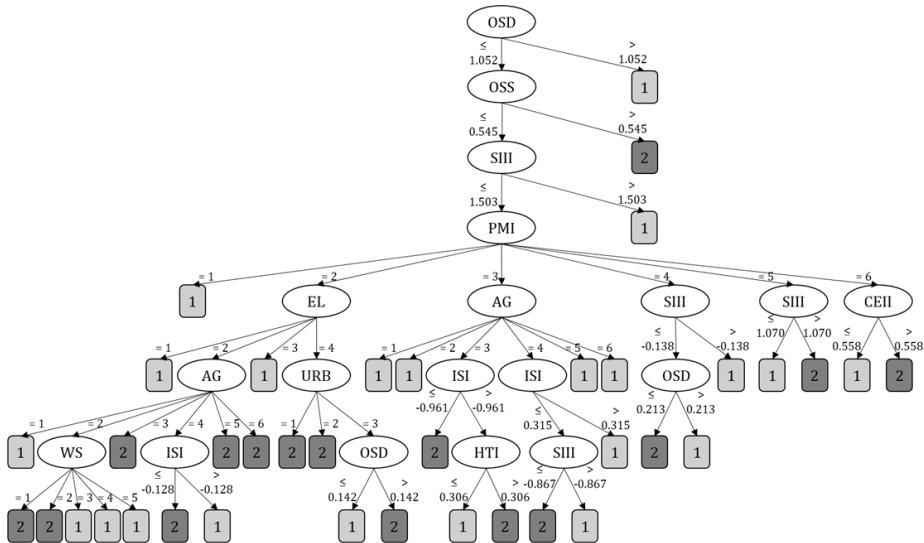 OSD
≤ >
1.052 1.052
OSS 1
≤ >
0.545 0.545
SIII 2
≤ >
1.503 1.503
PMI 1
= 1 = 2 = 3 = 4 = 5 = 6
1 EL AG SIII SIII CEII
= 1 = 2 = 3 = 4 = 1 = 2 = 3 = 4 = 5 = 6 ≤ > ≤ > ≤ >
-0.138 -0.138 1.070 1.070 0.558 0.558
1 AG 1 URB 1 1 ISI ISI 1 1 OSD 1 1 2 1 2
= 1 = 2 = 3 = 4 = 5 = 6 = 1 = 2 = 3 ≤ > ≤ > ≤ >
-0.961 -0.961 0.315 0.315 0.213 0.213
1 WS 2 ISI 2 2 2 2 OSD 2 HTI SIII 1 2 1
= 1 = 2 = 3 = 4 = 5 ≤ > ≤ > ≤ > ≤ >
-0.128 -0.128 0.142 0.142 0.306 0.306 -0.867 -0.867
2 2 1 1 1 2 1 1 2 1 2 2 1